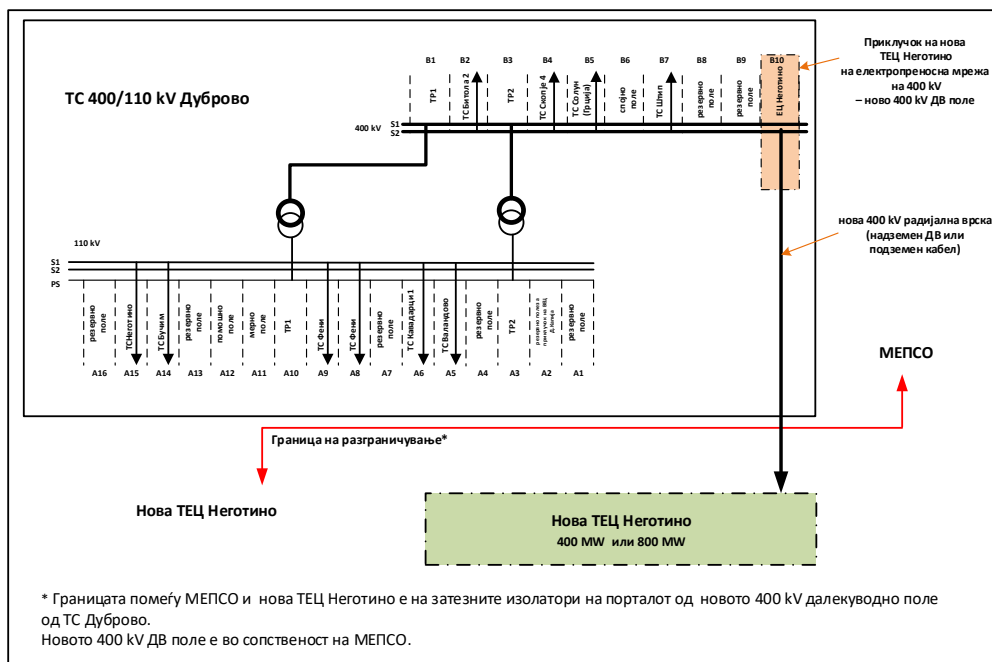 ТС 400/110 kV Дуброво
B1 B2 B3 B4 B5 B6 B7 B8 B9 B10
ТР1
ТС Битола 2
ТР2
ТС Скопје 4
ТС Солун
(Грција)
спојно
поле
ТС Штип
резервно
поле
резервно
поле
ЕЦ Неготино
400 kV
S1
S2
Приклучок на нова
ТЕЦ Неготино
на електропреносна мрежа
на 400 kV
– ново 400 kV ДВ поле
нова 400 kV радијална врска
(надземен ДВ или
подземен кабел)
110 kV
S1
S2
PS
резервно
поле
ТСНеготино
ТС Бучим
резервно
поле
помошно
поле
мерно поле
ТР1
ТС Фени
ТС Фени
резервно
поле
ТС Кавадарци 1
ТС Валандово
резервно
поле
ТР2
приклучок на ВЕЦ
резервно
поле
A16 A15 A14 A13 A12 A11 A10 A9 A8 A7 A6 A5 A4 A3 A2 A1
МЕПСО
Граница на разграничување*
Нова ТЕЦ Неготино
Нова ТЕЦ Неготино
400 MW или 800 MW
* Границата помеѓу МЕПСО и нова ТЕЦ Неготино е на затезните изолатори на порталот од новото 400 kV далекуводно поле
од ТС Дуброво.
Новото 400 kV ДВ поле е во сопственост на МЕПСО.